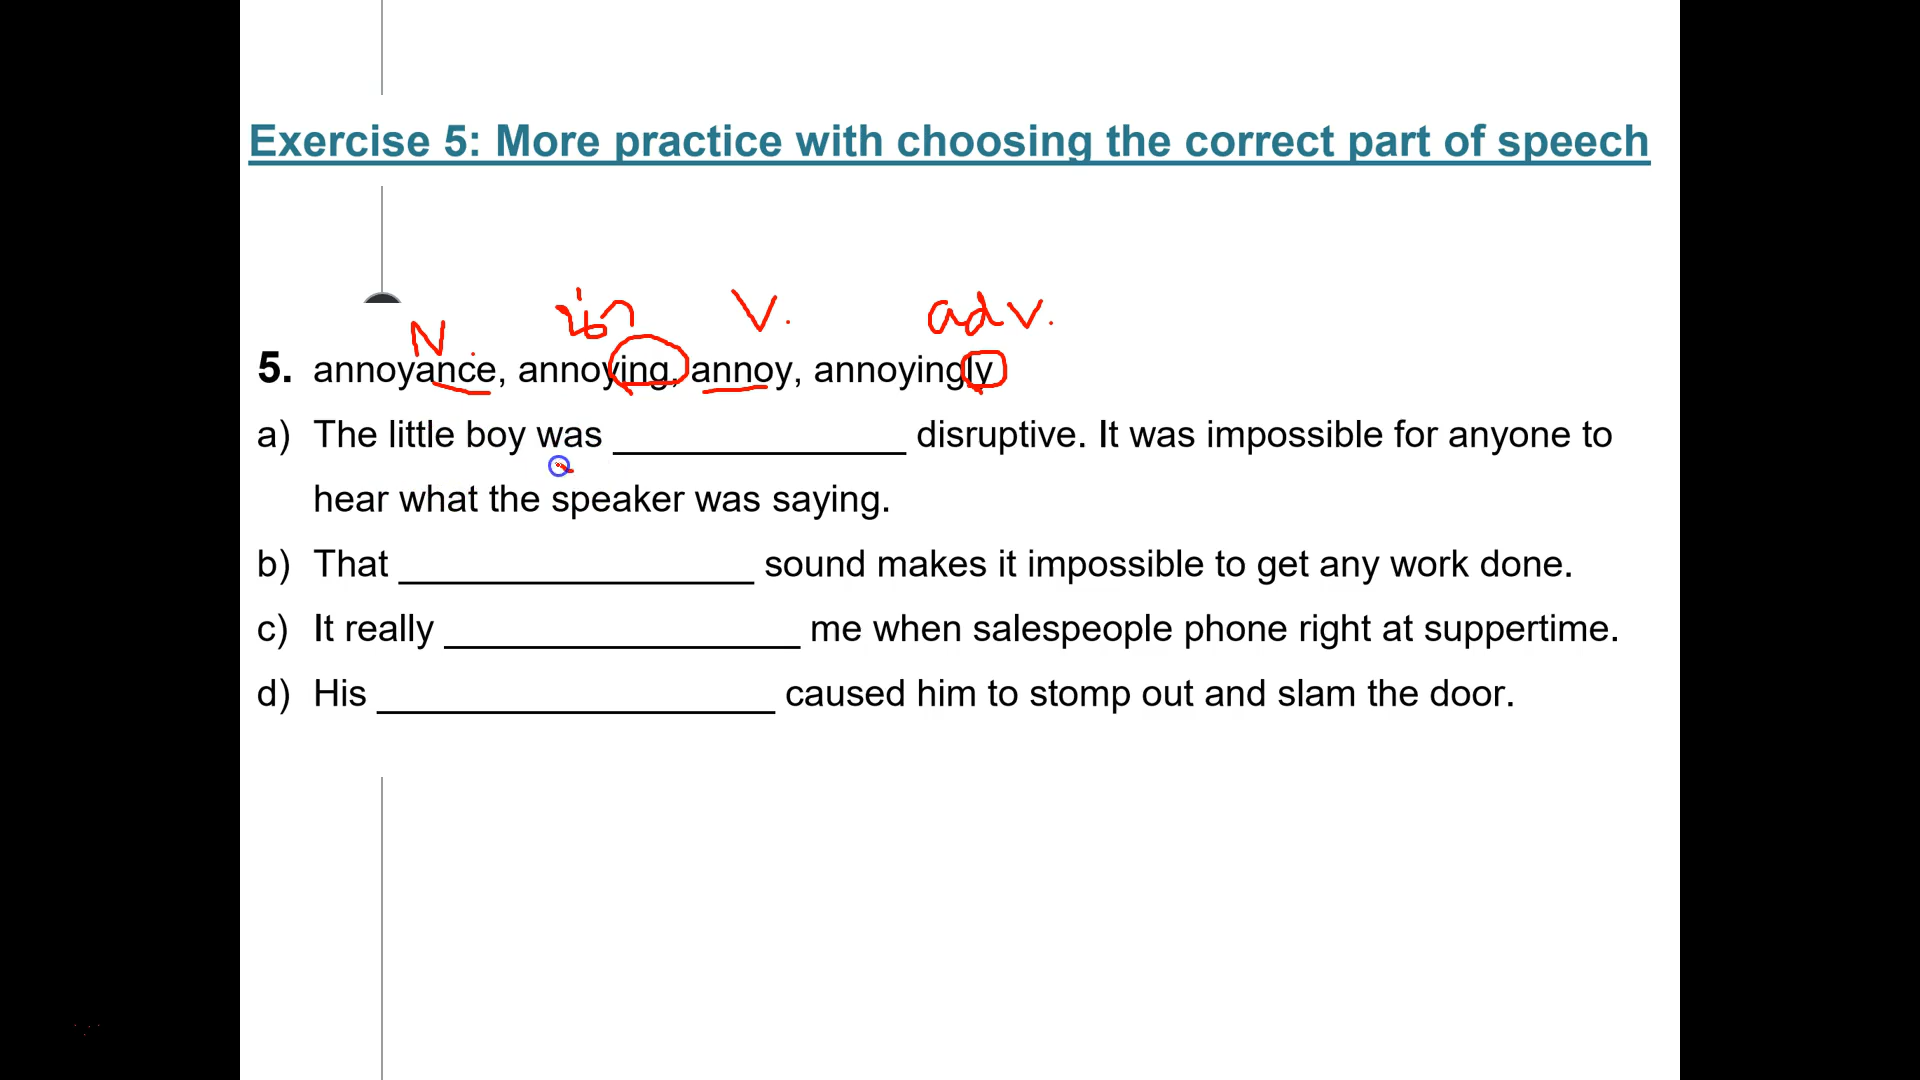 Exercise 5: More practice with choosing the correct part of speech
N V. adv.
5. annoyance, annoying, annoy, annoyingly
a) The little boy was ______________ disruptive. It was impossible for anyone to
hear what the speaker was saying.
b) That _________________ sound makes it impossible to get any work done.
c) It really _________________ me when salespeople phone right at suppertime.
d) His ___________________ caused him to stomp out and slam the door.